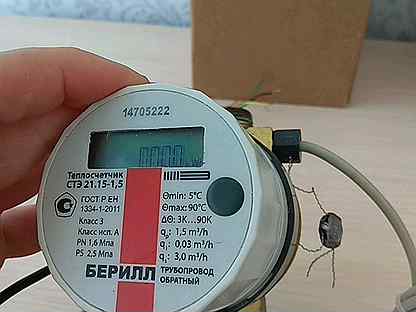 14705222
Теплосчетчик
СТЭ 21.15-1,5
ГОСТ Р ЕН
1334-1-2011
Класс 3
Класс исп. А
PN 1,6 Мпа
PS 2,5 Мпа
Θmin: 5°C
Θmax: 90°C
ΔΘ: 3K...90K
qp: 1,5 m³/h
qi: 0,03 m³/h
qs: 3,0 m³/h
БЕРИЛЛ
ТРУБОПРОВОД
ОБРАТНЫЙ